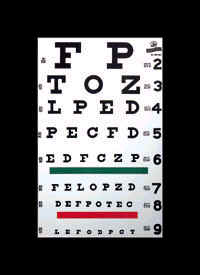 F P 2
T O Z 3
L P E D 4
P E C F D 5
E D F C Z P 6
F E L O P Z D 7
D E F P O T E C 8
L E F O D P C T 9